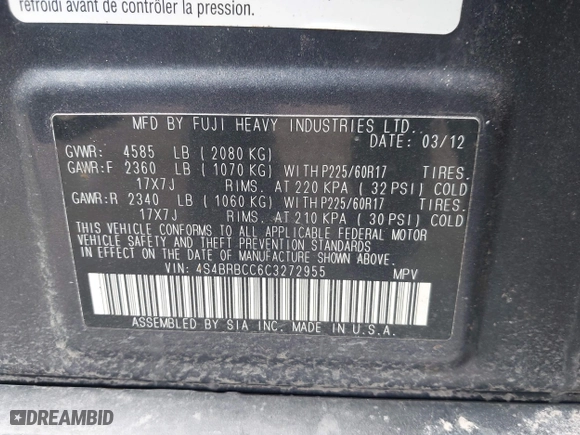 refroidi avant de contrôler la pression.
MFD BY FUJI HEAVY INDUSTRIES LTD.
DATE: 03/12
GVWR: 4585 LB ( 2080 KG)
GAWR:F 2360 LB ( 1070 KG) WITH P225/60R17 TIRES.
17X7J RIMS. AT 220 KPA ( 32 PSI) COLD
GAWR:R 2340 LB ( 1060 KG) WITH P225/60R17 TIRES.
17X7J RIMS. AT 210 KPA ( 30 PSI) COLD
THIS VEHICLE CONFORMS TO ALL APPLICABLE FEDERAL MOTOR
VEHICLE SAFETY AND THEFT PREVENTION STANDARDS
IN EFFECT ON THE DATE OF MANUFACTURE SHOWN ABOVE.
VIN: 4S4BRBCC6C3272955 MPV
ASSEMBLED BY SIA INC. MADE IN U.S.A.
DREAMBID